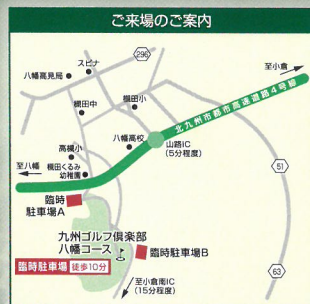 ご来場のご案内
296
スピナ
八幡高見局
至小倉
槻田中
槻田小
北九州市都市高速道路4号線
八幡高校
山路IC
(5分程度)
高槻小
至八幡
槻田くるみ
幼稚園
51
臨時
駐車場A
九州ゴルフ倶楽部
八幡コース
臨時駐車場B
臨時駐車場 徒歩10分
63
至小倉南IC
(15分程度)